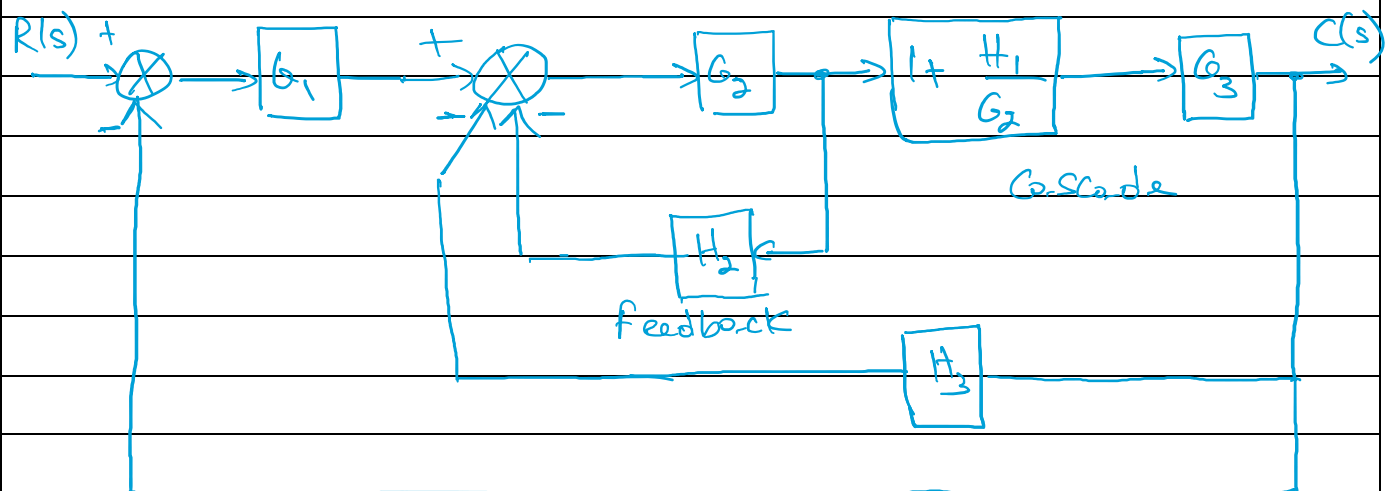 R(s) + G1 + G2 1 + H1/G2 G3 C(s)
- - -
Cascade
H2
feedback
H3